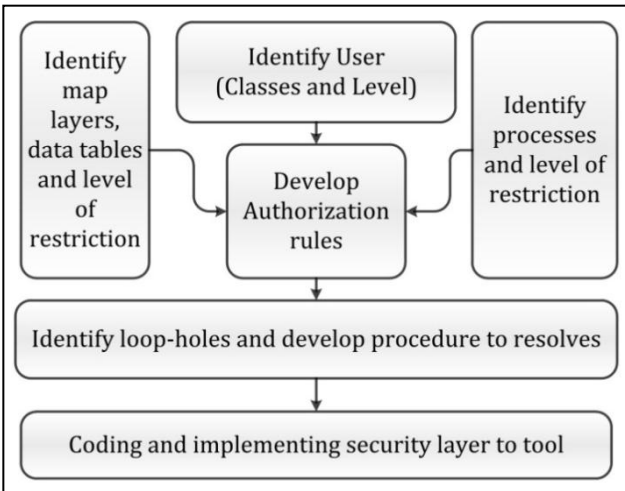 Identify
map
layers,
data tables
and level
of
restriction
Identify User
(Classes and Level)
Identify
processes
and level of
restriction
Develop
Authorization
rules
Identify loop-holes and develop procedure to resolves
Coding and implementing security layer to tool